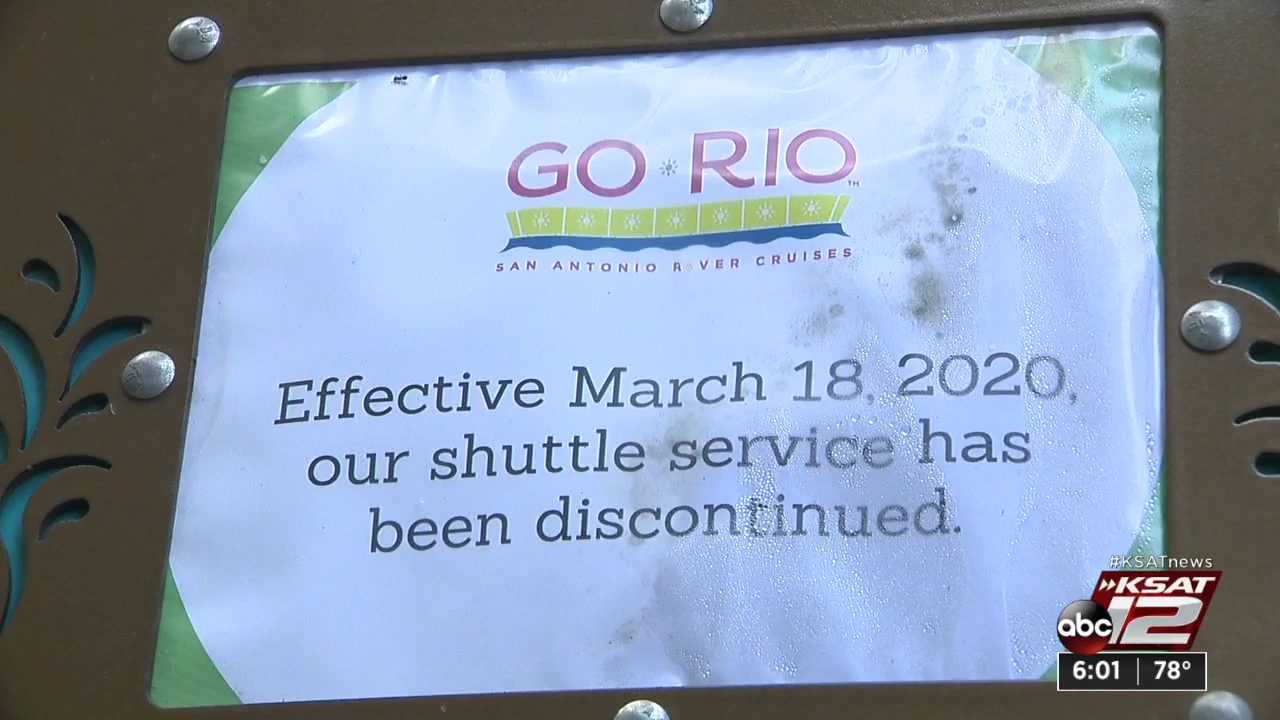 GO RIO™
SAN ANTONIO RIVER CRUISES
Effective March 18, 2020,
our shuttle service has
been discontinued.
#KSATnews
KSAT
abc 12
6:01 78°